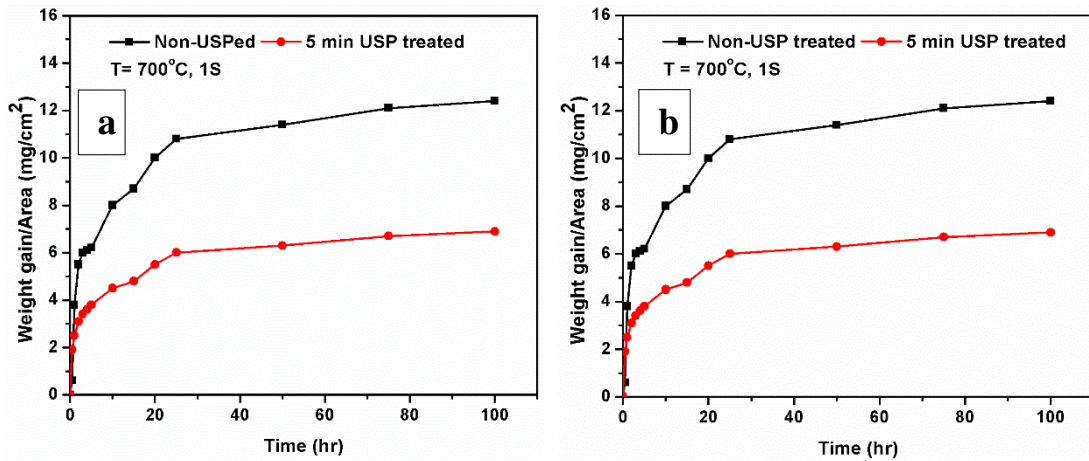 16
14
12
10
8
6
4
2
0
Weight gain/Area (mg/cm²)
Non-USPed 5 min USP treated
T= 700°C, 1S
a
0 20 40 60 80 100
Time (hr)
16
14
12
10
8
6
4
2
0
Weight gain/Area (mg/cm²)
Non-USP treated 5 min USP treated
T = 700°C, 1S
b
0 20 40 60 80 100
Time (hr)